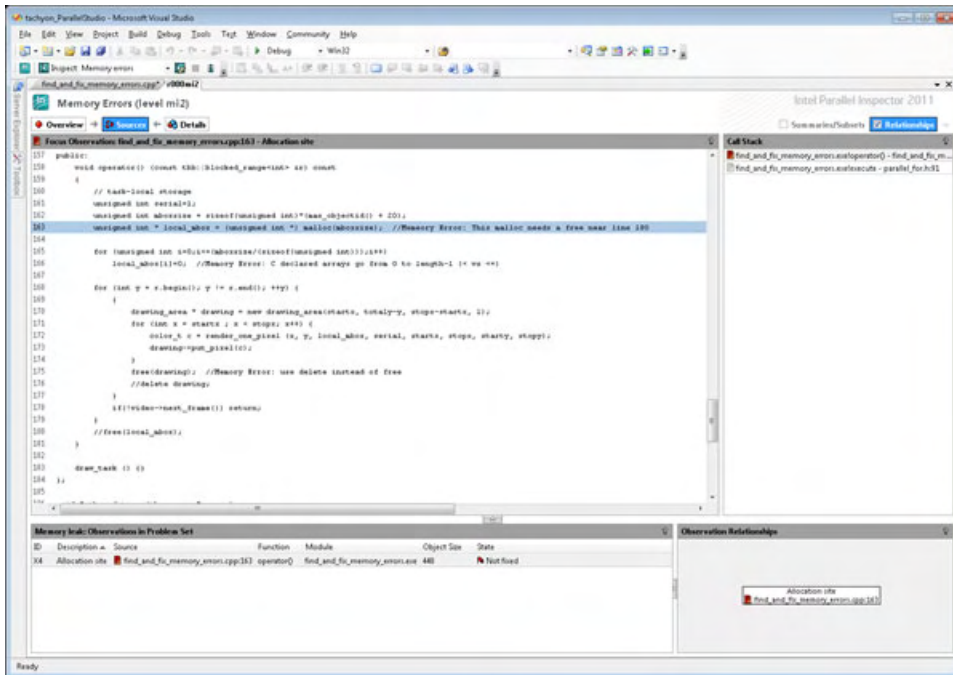 tachyon_ParallelStudio - Microsoft Visual Studio
File Edit View Project Build Debug Tools Test Window Community Help
Debug Win32
Inspect: Memory errors
find_and_fix_memory_errors.cpp* r000mi2
Memory Errors (level mi2)
Intel Parallel Inspector 2011
Overview Sources Details
Summaries/Subsets Relationships
Server Explorer
Toolbox
Focus Observation: find_and_fix_memory_errors.cpp:163 - Allocation site
157 public:
158 void operator() (const tbb::blocked_range<int> &r) const
159 {
160 // task-local storage
161 unsigned int serial=1;
162 unsigned int mboxsize = sizeof(unsigned int)*(max_objectid() + 20);
163 unsigned int * local_mbox = (unsigned int *) malloc(mboxsize); //Memory Error: This malloc needs a free near line 180
164
165 for (unsigned int i=0;i<=(mboxsize/(sizeof(unsigned int)));i++)
166 local_mbox[i]=0; //Memory Error: C declared arrays go from 0 to length-1 (< vs <=)
167
168 for (int y = r.begin(); y != r.end(); ++y) {
169 {
170 drawing_area * drawing = new drawing_area(startx, totaly-y, stopx-startx, 1);
171 for (int x = startx ; x < stopx; x++) {
172 color_t c = render_one_pixel (x, y, local_mbox, serial, startx, stopx, starty, stopy);
173 drawing->put_pixel(c);
174 }
175 free(drawing); //Memory Error: use delete instead of free
176 //delete drawing;
177 }
178 if(!video->next_frame()) return;
179 }
180 //free(local_mbox);
181 }
182
183 draw_task () {}
184 };
185
Call Stack
find_and_fix_memory_errors.exe!operator() - find_and_fix_m...
find_and_fix_memory_errors.exe!execute - parallel_for.h:91
Memory leak: Observations in Problem Set
ID Description Source Function Module Object Size State
X4 Allocation site find_and_fix_memory_errors.cpp:163 operator() find_and_fix_memory_errors.exe 448 Not fixed
Observation Relationships
Allocation site
find_and_fix_memory_errors.cpp:163
Ready